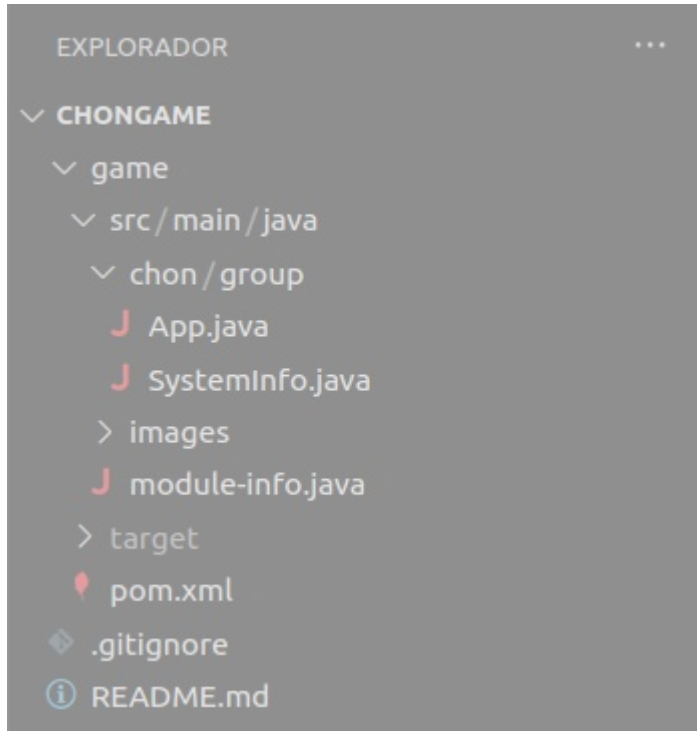 EXPLORADOR
CHONGAME
game
src/main/java
chon/group
J App.java
J SystemInfo.java
images
J module-info.java
target
pom.xml
.gitignore
README.md